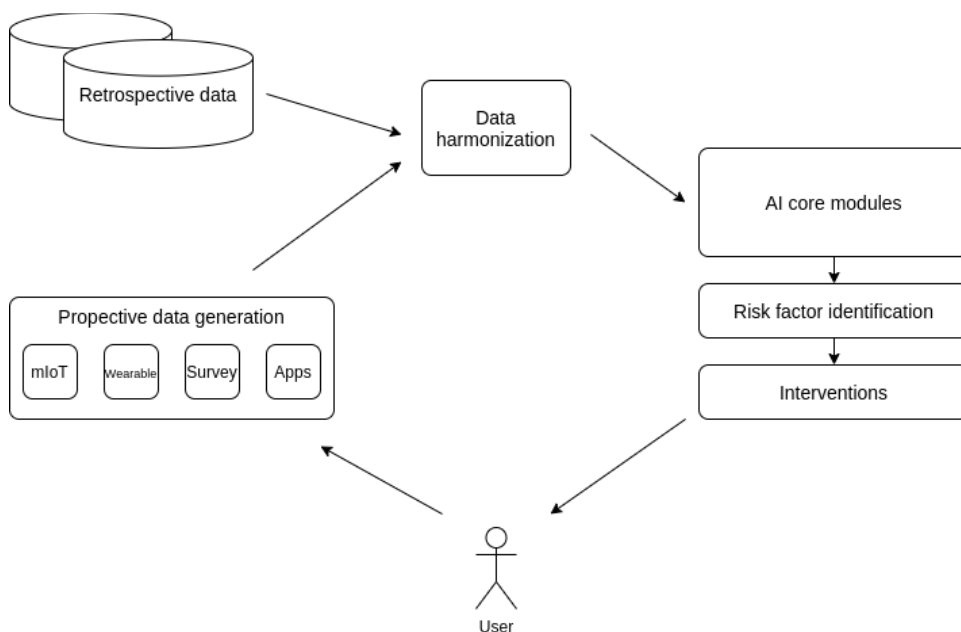 Retrospective data
Data
harmonization
AI core modules
Propective data generation
mIoT
Wearable
Survey
Apps
Risk factor identification
Interventions
User